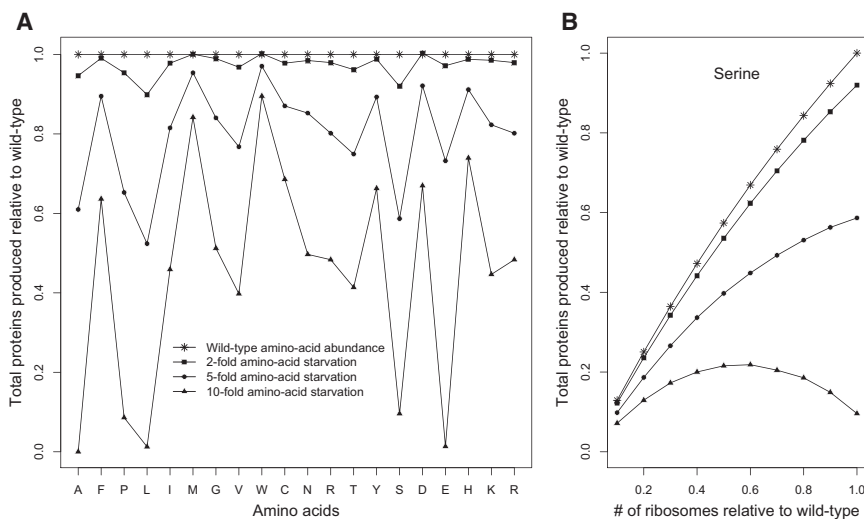 A
Total proteins produced relative to wild-type
1.0
0.8
0.6
0.4
0.2
0.0
Wild-type amino-acid abundance
2-fold amino-acid starvation
5-fold amino-acid starvation
10-fold amino-acid starvation
A F P L I M G V W C N R T Y S D E H K R
Amino acids
B
Serine
Total proteins produced relative to wild-type
1.0
0.8
0.6
0.4
0.2
0.0
0.2 0.4 0.6 0.8 1.0
# of ribosomes relative to wild-type